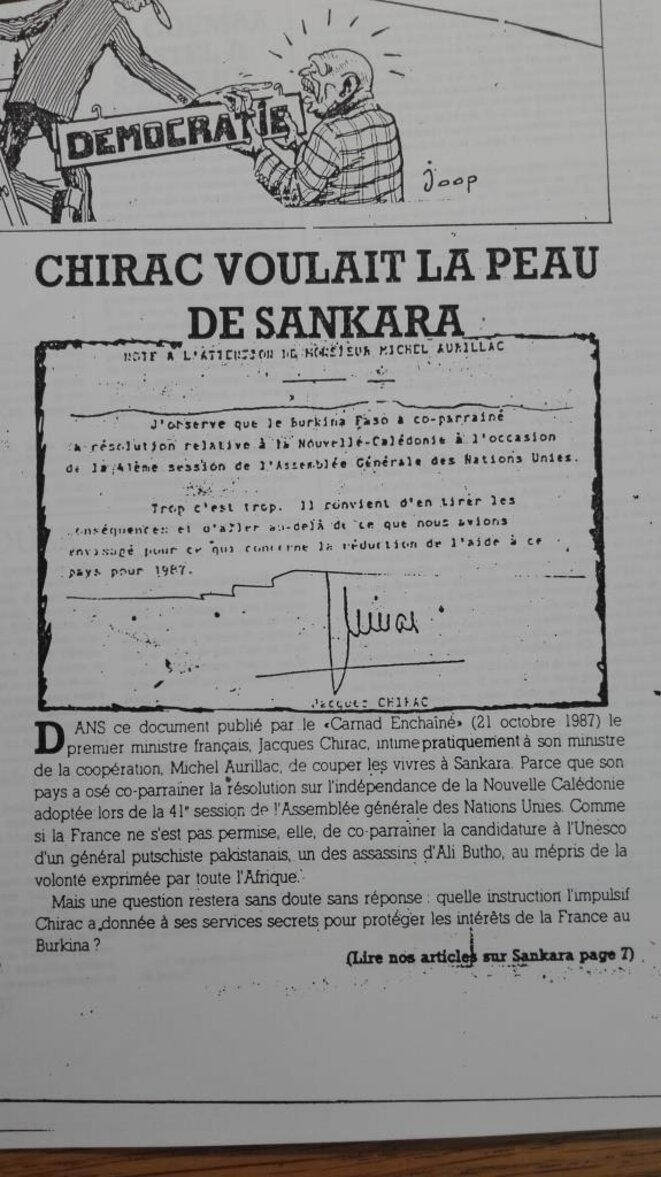 DEMOCRATIE
joop
CHIRAC VOULAIT LA PEAU
DE SANKARA
NOTE A L'ATTENTION DE MONSIEUR MICHEL AURILLAC
J'observe que le Burkina Faso a co-parrainé
la résolution relative à la Nouvelle-Calédonie à l'occasion
de la 41ème session de l'Assemblée Générale des Nations Unies.
Trop c'est trop. Il convient d'en tirer les
conséquences et d'aller au-delà de ce que nous avions
envisagé pour ce qui concerne la réduction de l'aide à ce
pays pour 1987.
Jacques CHIRAC
DANS ce document publié par le «Carnad Enchaîné» (21 octobre 1987) le
premier ministre français, Jacques Chirac, intime pratiquement à son ministre
de la coopération, Michel Aurillac, de couper les vivres à Sankara. Parce que son
pays a osé co-parrainer la résolution sur l'indépendance de la Nouvelle Calédonie
adoptée lors de la 41e session de l'Assemblée générale des Nations Unies. Comme
si la France ne s'est pas permise, elle, de co-parrainer la candidature à l'Unesco
d'un général putschiste pakistanais, un des assassins d'Ali Butho, au mépris de la
volonté exprimée par toute l'Afrique.
Mais une question restera sans doute sans réponse : quelle instruction l'impulsif
Chirac a donnée à ses services secrets pour protéger les intérêts de la France au
Burkina ?
(Lire nos articles sur Sankara page 7)